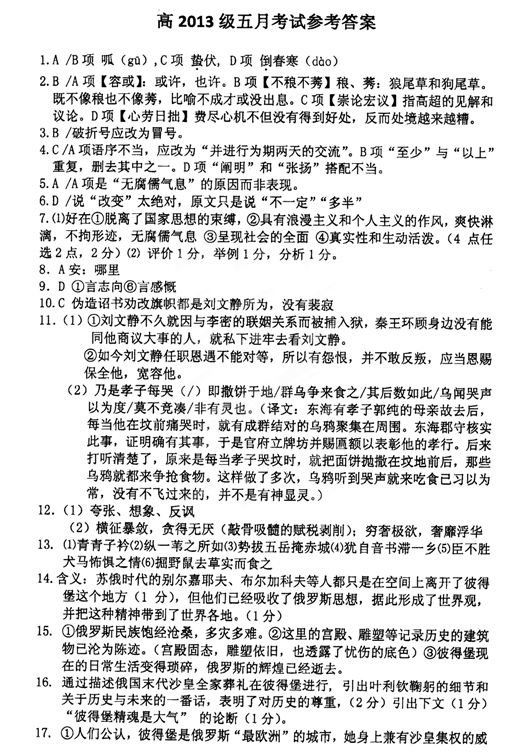 高 2013 级五月考试参考答案
1.A /B项 呱（gū）,C项 蛰伏, D项 倒春寒（dào）
2.B /A项【容或】：或许，也许。B项【不稂不莠】稂、莠：狼尾草和狗尾草。
既不像稂也不像莠，比喻不成才或没出息。C项【崇论宏议】指高超的见解和
议论。D项【心劳日拙】费尽心机不但没有得到好处，反而处境越来越糟。
3.B /破折号应改为冒号。
4.C/A项语序不当，应改为“并进行为期两天的交流”。B项“至少”与“以上”
重复，删去其中之一。D项“阐明”和“张扬”搭配不当。
5.A /A项是“无腐儒气息”的原因而非表现。
6.D /说“改变”太绝对，原文只是说“不一定”“多半”
7.⑴好在①脱离了国家思想的束缚，②具有浪漫主义和个人主义的作风，爽快淋
漓，不拘形迹，无腐儒气息 ③呈现社会的全面 ④真实性和生动活泼。（4 点任
选 2 点，2 分）⑵ 评价 1 分，举例 1 分，分析 1 分。
8. A 安：哪里
9. D ①言志向⑥言感慨
10.C 伪造诏书劝改旗帜都是刘文静所为，没有裴寂
11.（1）①刘文静不久就因与李密的联姻关系而被捕入狱，秦王环顾身边没有能
同他商议大事的人，就私下进牢去看刘文静。
②如今刘文静任职恩遇不能对等，所以有怨恨，并不敢反叛，应当恩赐
保全他，宽容他。
（2）乃是孝子每哭（/）即撒饼于地/群乌争来食之/其后数如此/乌闻哭声
以为度/莫不竞凑/非有灵也。（译文：东海有孝子郭纯的母亲故去后，
每当他在坟前痛哭时，就有成群结对的乌鸦聚集在周围。东海郡守核实
此事，证明确有其事，于是官府立牌坊并赐匾额以表彰他的孝行。后来
打听清楚了，原来是每当孝子哭坟时，就把面饼抛撒在坟地前后，那些
乌鸦就都来争抢食物。这样做了多次，乌鸦听到哭声就来吃食已习以为
常，没有不飞过来的，并不是有神显灵。）
12.（1）夸张、想象、反讽
（2）横征暴敛，贪得无厌（敲骨吸髓的赋税剥削）；穷奢极欲，奢靡浮华
13. ⑴青青子衿⑵纵一苇之所如⑶势拔五岳掩赤城⑷犹自音书滞一乡⑸臣不胜
犬马怖惧之情⑹掘野鼠去草实而食之
14.含义：苏俄时代的别尔嘉耶夫、布尔加科夫等人都只是在空间上离开了彼得
堡这个地方（1 分），但他们已经吸收了俄罗斯思想，据此形成了世界观，
并把这种精神带到了世界各地。（1 分）
15. ①俄罗斯民族饱经沧桑，多灾多难。②这里的宫殿、雕塑等记录历史的建筑
物已沦为陈迹。（宫殿固态，雕塑依旧，也透露了忧伤的底色）③彼得堡现
在的日常生活变得琐碎，俄罗斯的辉煌已经逝去。
16. 通过描述俄国末代沙皇全家葬礼在彼得堡进行，引出叶利钦鞠躬的细节和
关于历史与未来的一番话，表明了对历史的尊重，（2 分）引出下文（1 分）
“彼得堡精魂是大气” 的论断（1 分）。
17. ①人们公认，彼得堡是俄罗斯“最欧洲”的城市，她身上兼有沙皇集权的威